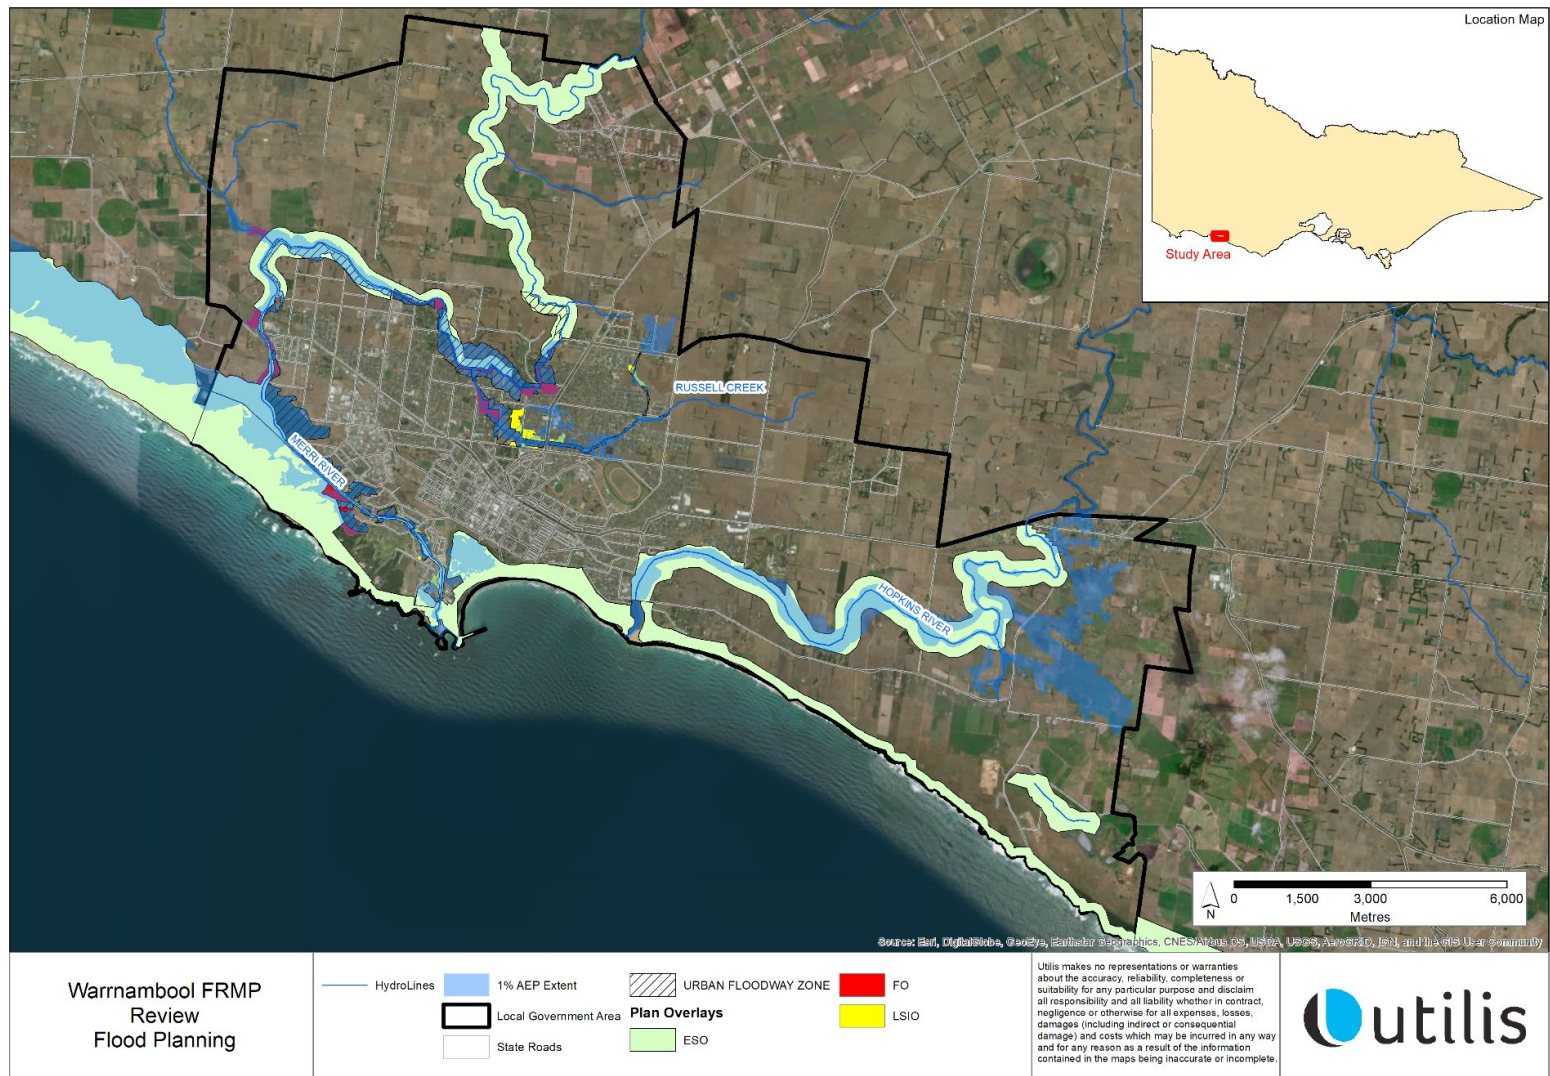 Location Map
Study Area
RUSSELL CREEK
MERRI RIVER
HOPKINS RIVER
N
0 1,500 3,000 6,000
Metres
Source: Esri, DigitalGlobe, GeoEye, Earthstar Geographics, CNES/Airbus DS, USDA, USGS, AeroGRID, IGN, and the GIS User Community
Warrnambool FRMP
Review
Flood Planning
HydroLines
1% AEP Extent
Local Government Area
State Roads
URBAN FLOODWAY ZONE
Plan Overlays
ESO
FO
LSIO
Utilis makes no representations or warranties
about the accuracy, reliability, completeness or
suitability for any particular purpose and disclaim
all responsibility and all liability whether in contract,
negligence or otherwise for all expenses, losses,
damages (including indirect or consequential
damage) and costs which may be incurred in any way
and for any reason as a result of the information
contained in the maps being inaccurate or incomplete.
utilis